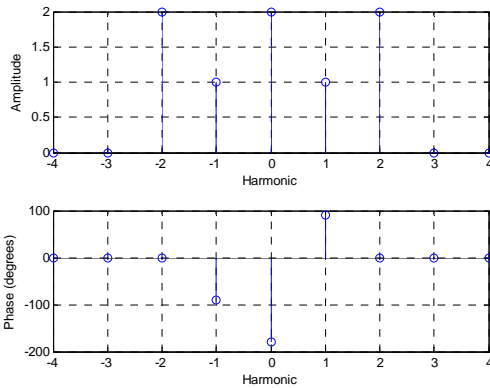 2
1.5
1
0.5
0
Amplitude
-4 -3 -2 -1 0 1 2 3 4
Harmonic
100
0
-100
-200
Phase (degrees)
-4 -3 -2 -1 0 1 2 3 4
Harmonic